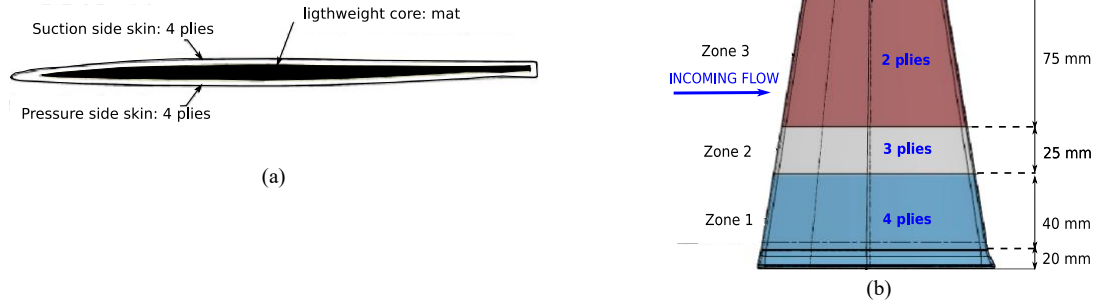 ligthweight core: mat
Suction side skin: 4 plies
Pressure side skin: 4 plies
(a)
Zone 3
2 plies
75 mm
INCOMING FLOW
Zone 2
3 plies
25 mm
Zone 1
4 plies
40 mm
20 mm
(b)